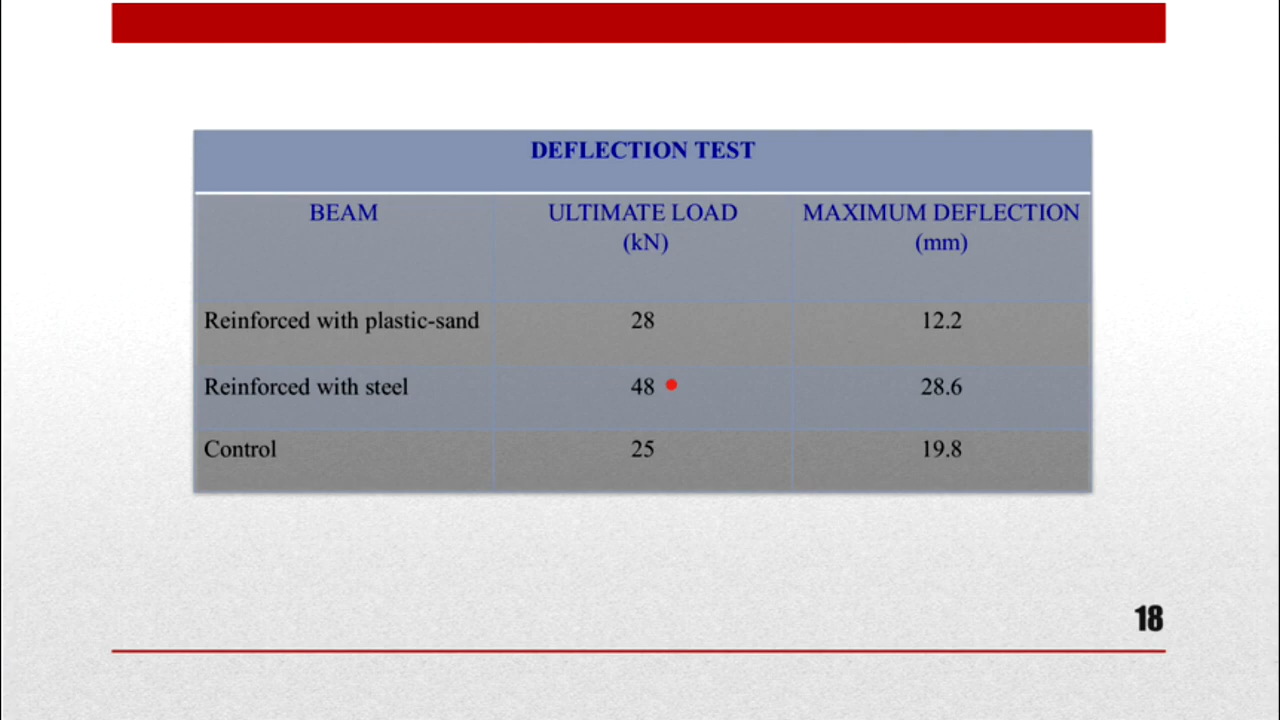 DEFLECTION TEST
BEAM
ULTIMATE LOAD
(kN)
MAXIMUM DEFLECTION
(mm)
Reinforced with plastic-sand 28 12.2
Reinforced with steel 48 28.6
Control 25 19.8
18